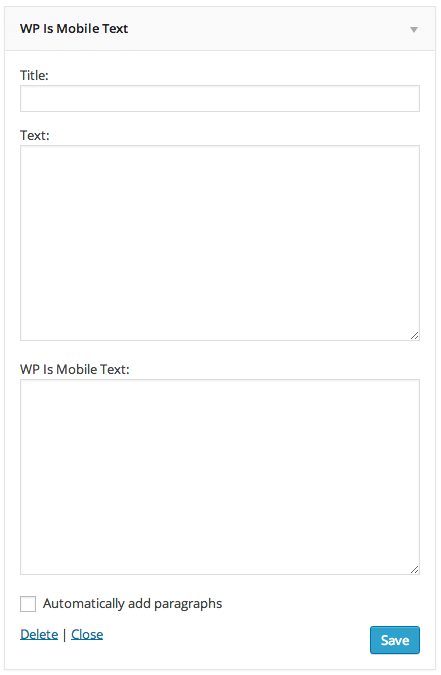 WP Is Mobile Text
Title:
Text:
WP Is Mobile Text:
Automatically add paragraphs
Delete | Close
Save